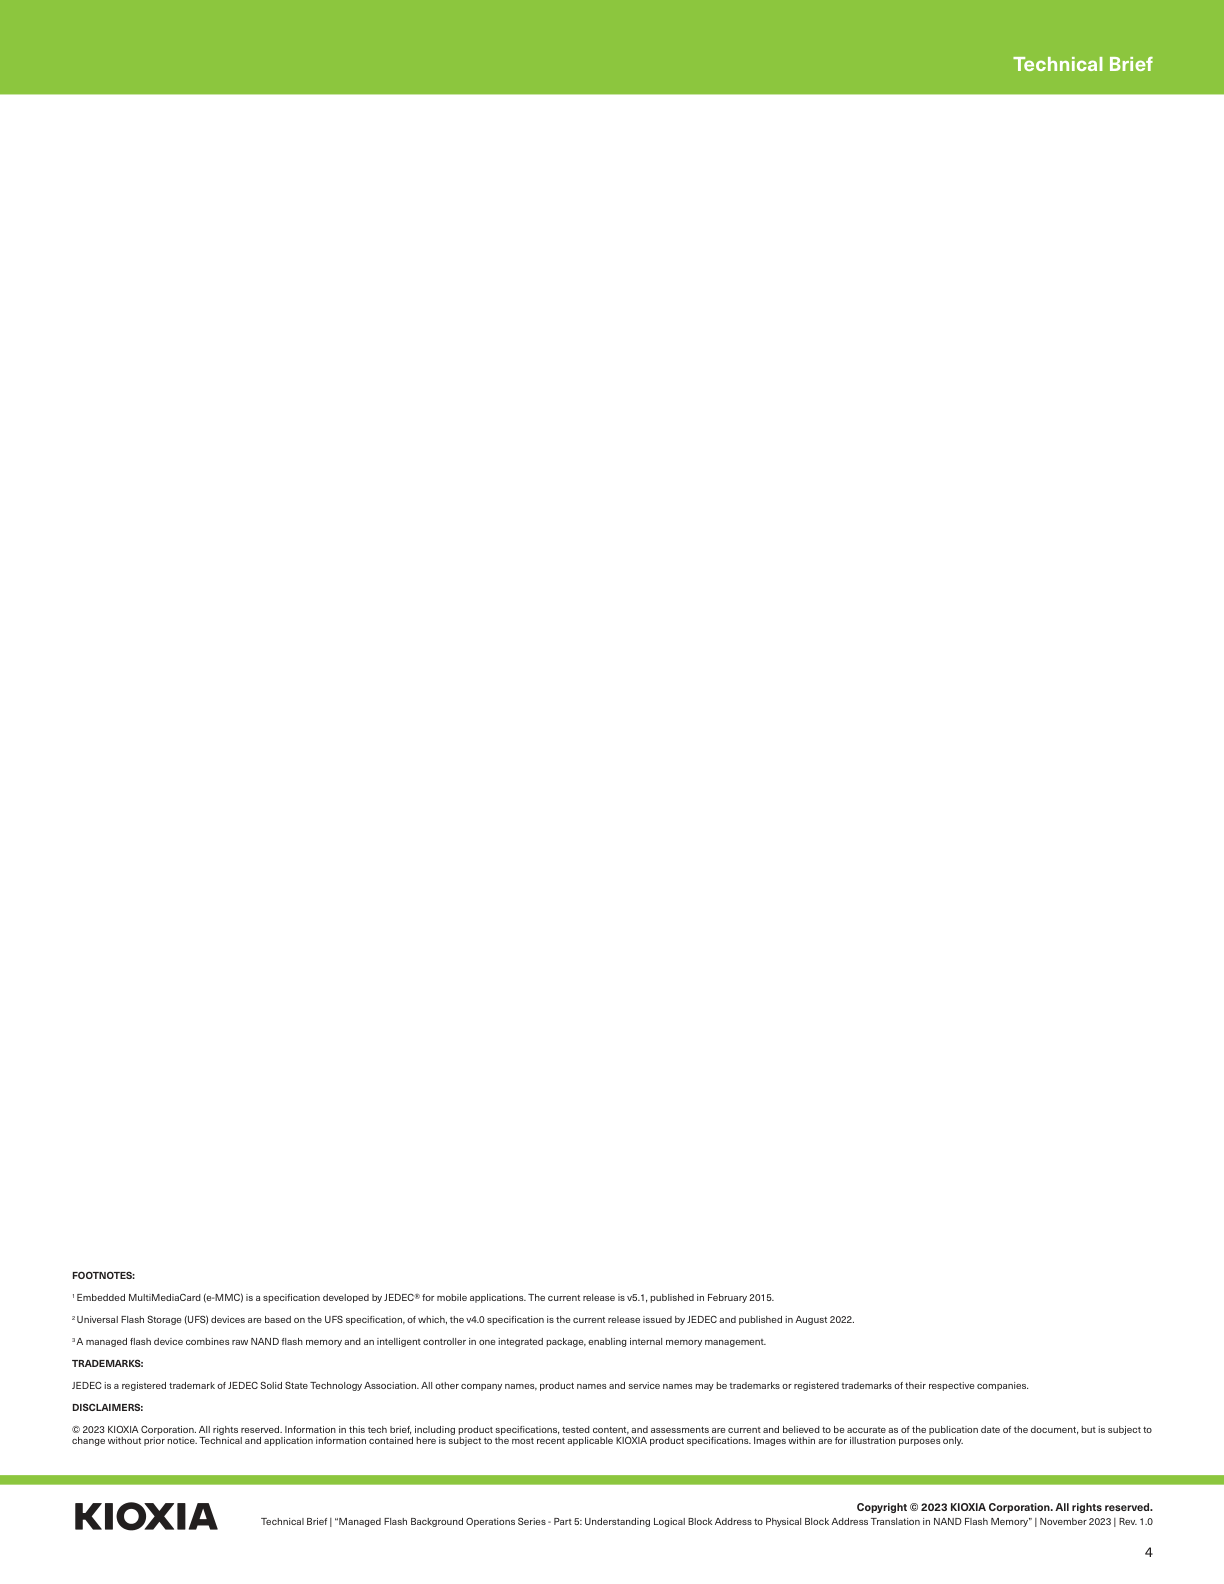 Technical Brief
FOOTNOTES:
¹ Embedded MultiMediaCard (e-MMC) is a specification developed by JEDEC® for mobile applications. The current release is v5.1, published in February 2015.
² Universal Flash Storage (UFS) devices are based on the UFS specification, of which, the v4.0 specification is the current release issued by JEDEC and published in August 2022.
³ A managed flash device combines raw NAND flash memory and an intelligent controller in one integrated package, enabling internal memory management.
TRADEMARKS:
JEDEC is a registered trademark of JEDEC Solid State Technology Association. All other company names, product names and service names may be trademarks or registered trademarks of their respective companies.
DISCLAIMERS:
© 2023 KIOXIA Corporation. All rights reserved. Information in this tech brief, including product specifications, tested content, and assessments are current and believed to be accurate as of the publication date of the document, but is subject to
change without prior notice. Technical and application information contained here is subject to the most recent applicable KIOXIA product specifications. Images within are for illustration purposes only.
KIOXIA
Copyright © 2023 KIOXIA Corporation. All rights reserved.
Technical Brief | “Managed Flash Background Operations Series - Part 5: Understanding Logical Block Address to Physical Block Address Translation in NAND Flash Memory” | November 2023 | Rev. 1.0
4